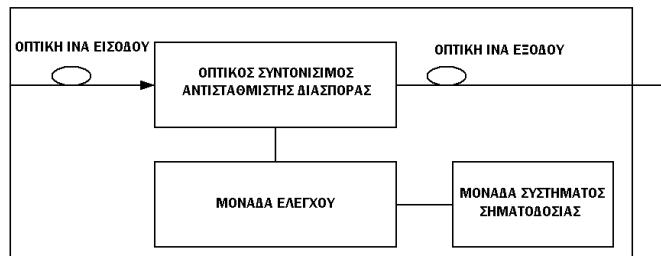 ΟΠΤΙΚΗ ΙΝΑ ΕΙΣΟΔΟΥ
ΟΠΤΙΚΗ ΙΝΑ ΕΞΟΔΟΥ
ΟΠΤΙΚΟΣ ΣΥΝΤΟΝΙΣΙΜΟΣ
ΑΝΤΙΣΤΑΘΜΙΣΤΗΣ ΔΙΑΣΠΟΡΑΣ
ΜΟΝΑΔΑ ΕΛΕΓΧΟΥ
ΜΟΝΑΔΑ ΣΥΣΤΗΜΑΤΟΣ
ΣΗΜΑΤΟΔΟΣΙΑΣ